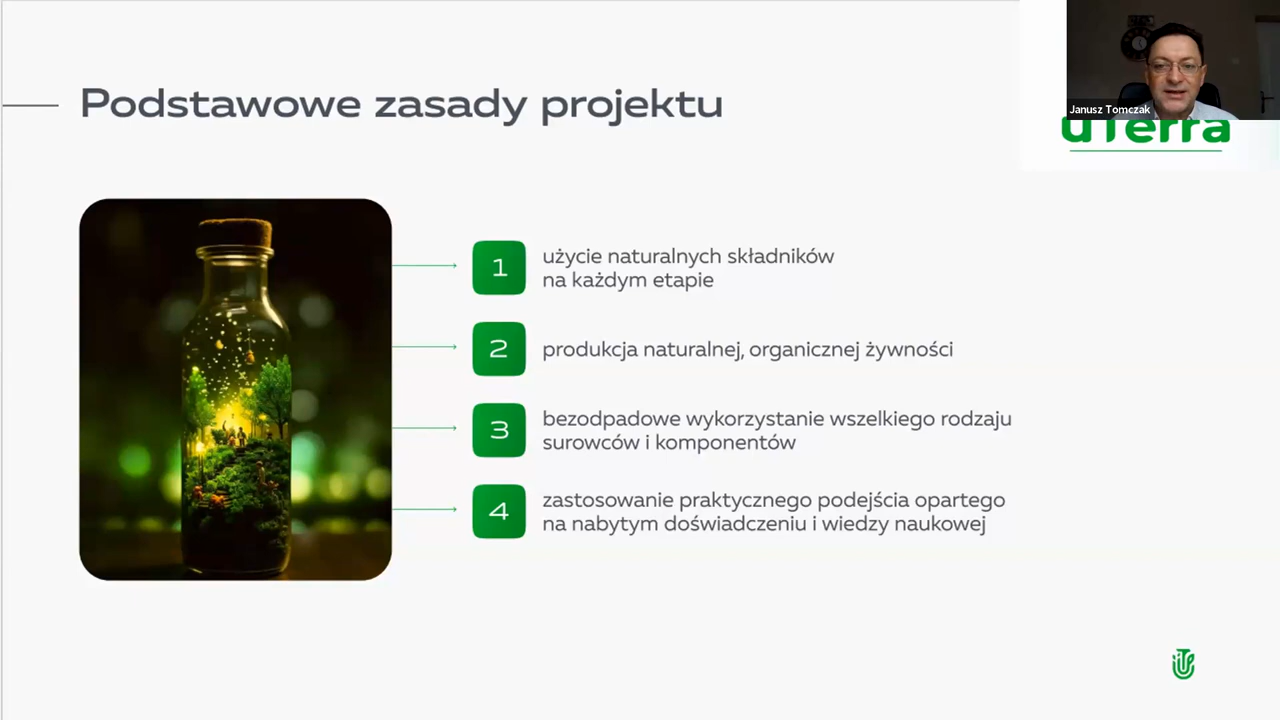 Podstawowe zasady projektu
Janusz Tomczak
uTerra
1
użycie naturalnych składników
na każdym etapie
2
produkcja naturalnej, organicznej żywności
3
bezodpadowe wykorzystanie wszelkiego rodzaju
surowców i komponentów
4
zastosowanie praktycznego podejścia opartego
na nabytym doświadczeniu i wiedzy naukowej